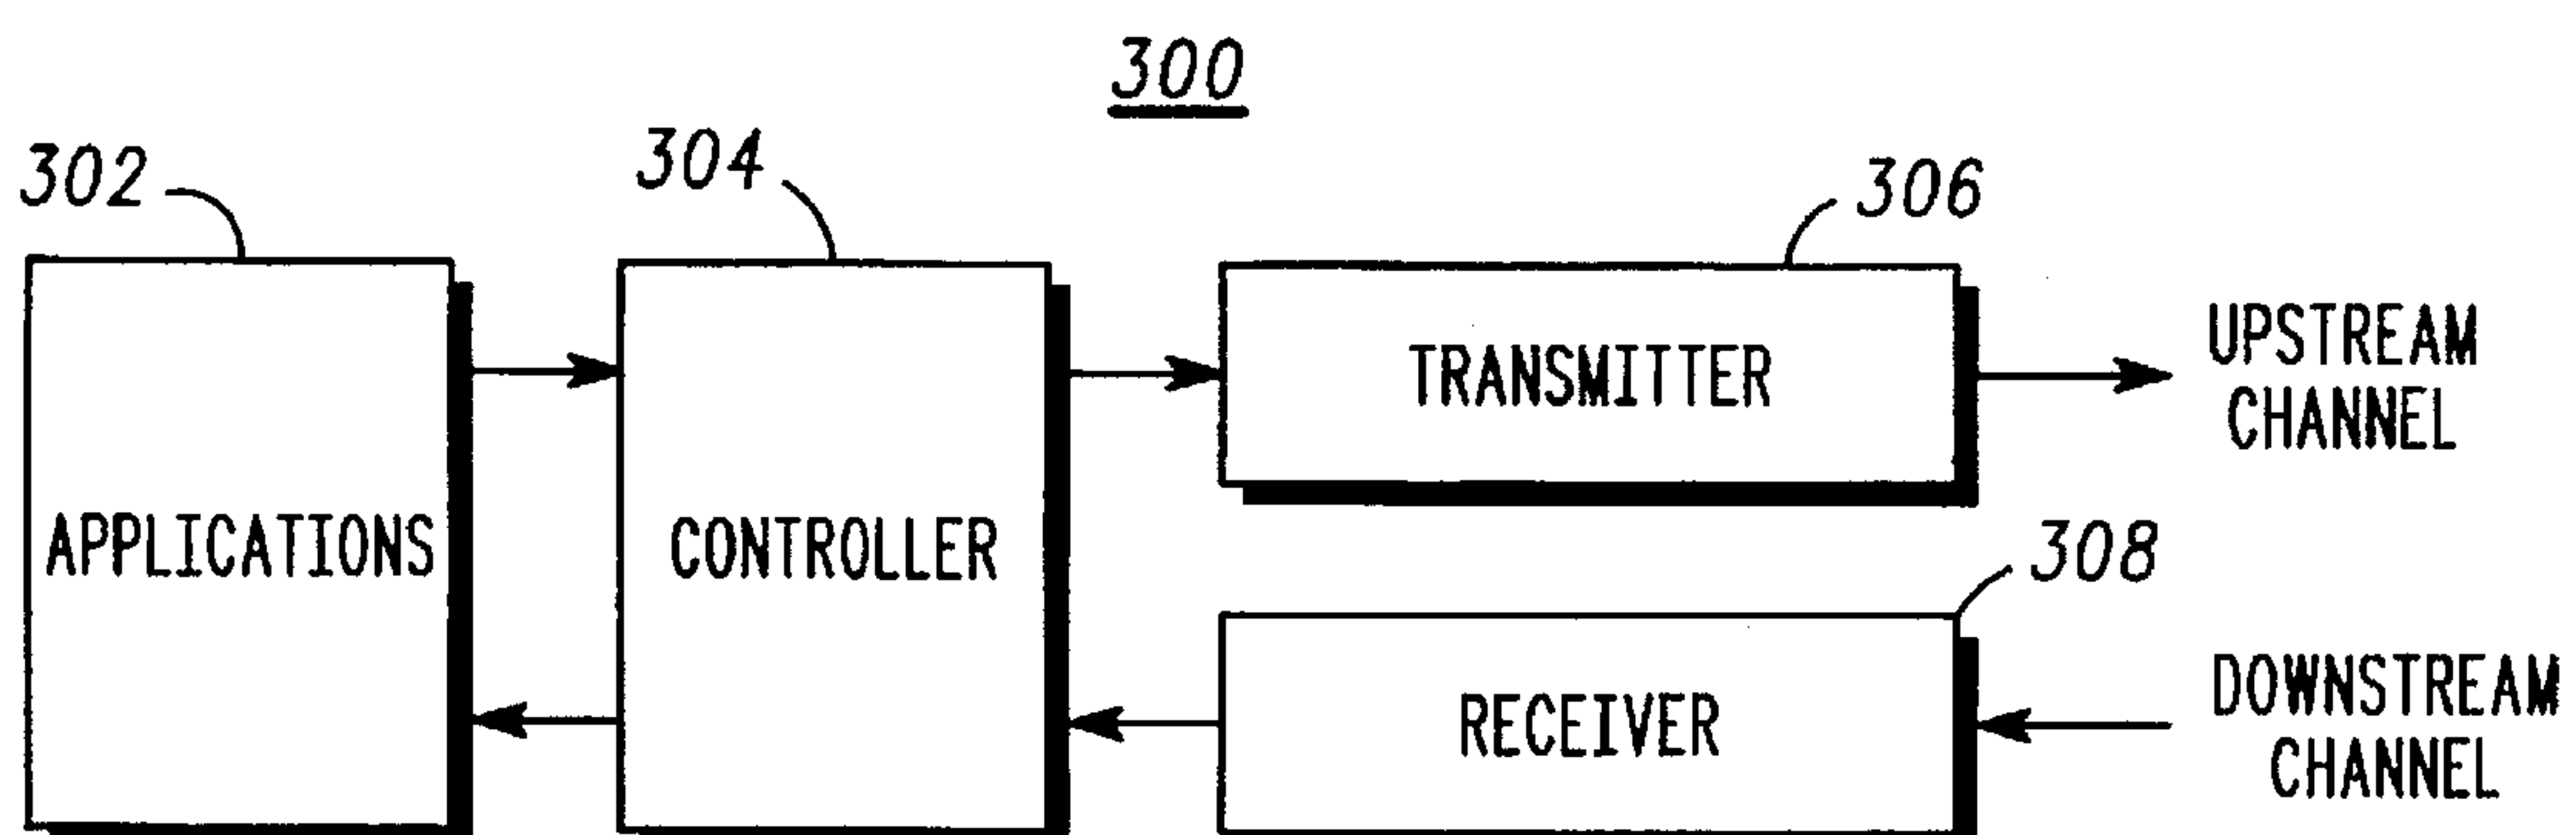 300
302
304
306
UPSTREAM
CHANNEL
TRANSMITTER
APPLICATIONS
CONTROLLER
308
RECEIVER
DOWNSTREAM
CHANNEL